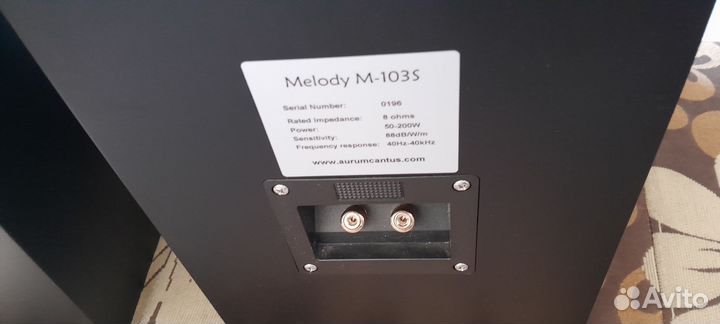 Melody M-103S
Serial Number: 0196
Rated Impedance: 8 ohms
Power: 50-200W
Sensitivity: 88dB/W/m
Frequency response: 40Hz-40kHz
www.aurumcantus.com
Avito